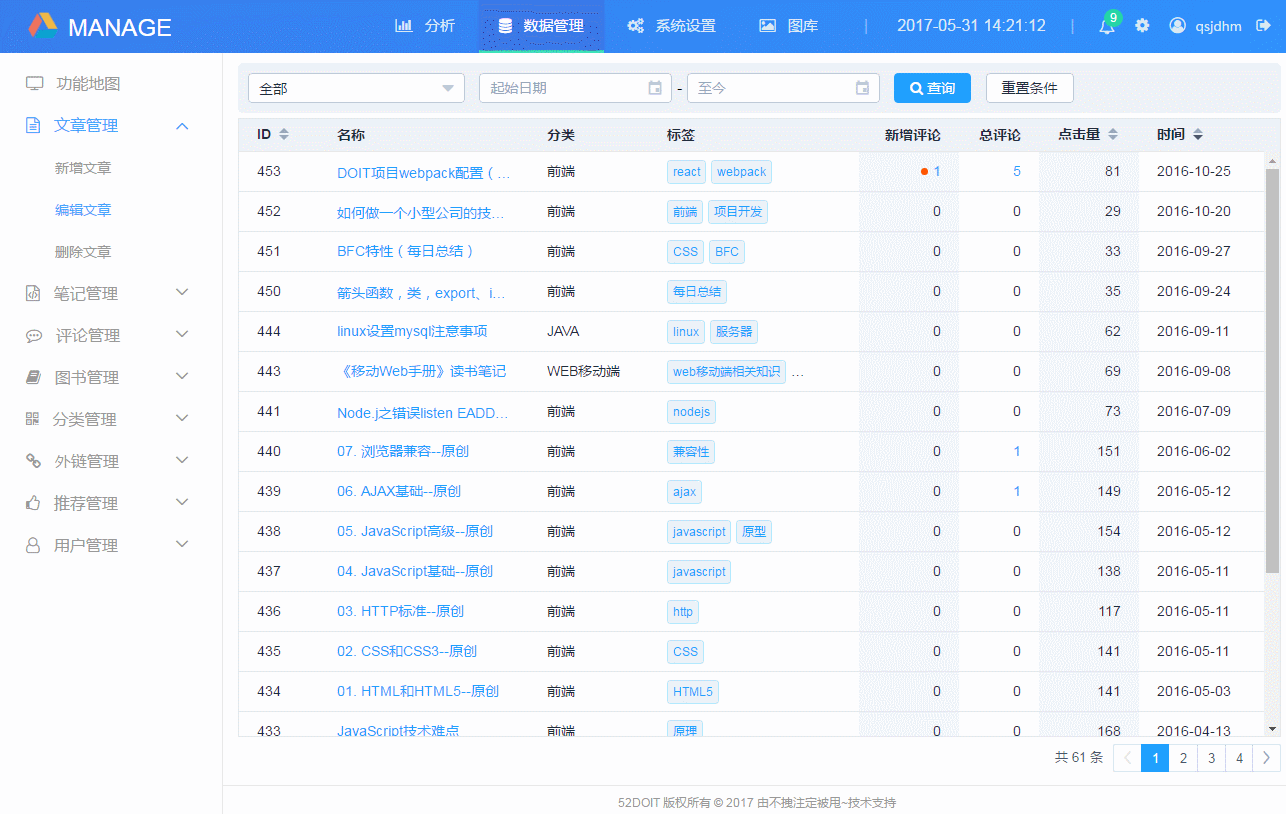 MANAGE 分析 数据管理 系统设置 图库 | 2017-05-31 14:21:12 | 9 qsjdhm
功能地图
文章管理
新增文章
编辑文章
删除文章
笔记管理
评论管理
图书管理
分类管理
外链管理
推荐管理
用户管理
全部 起始日期 - 至今 查询 重置条件
ID 名称 分类 标签 新增评论 总评论 点击量 时间
453 DOIT项目webpack配置（... 前端 react webpack 1 5 81 2016-10-25
452 如何做一个小型公司的技... 前端 前端 项目开发 0 0 29 2016-10-20
451 BFC特性（每日总结） 前端 CSS BFC 0 0 33 2016-09-27
450 箭头函数，类，export、i... 前端 每日总结 0 0 35 2016-09-24
444 linux设置mysql注意事项 JAVA linux 服务器 0 0 62 2016-09-11
443 《移动Web手册》读书笔记 WEB移动端 web移动端相关知识 ... 0 0 69 2016-09-08
441 Node.j之错误listen EADD... 前端 nodejs 0 0 73 2016-07-09
440 07. 浏览器兼容--原创 前端 兼容性 0 1 151 2016-06-02
439 06. AJAX基础--原创 前端 ajax 0 1 149 2016-05-12
438 05. JavaScript高级--原创 前端 javascript 原型 0 0 154 2016-05-12
437 04. JavaScript基础--原创 前端 javascript 0 0 138 2016-05-11
436 03. HTTP标准--原创 前端 http 0 0 117 2016-05-11
435 02. CSS和CSS3--原创 前端 CSS 0 0 141 2016-05-11
434 01. HTML和HTML5--原创 前端 HTML5 0 0 141 2016-05-03
433 JavaScript技术难点 前端 原理 0 0 168 2016-04-13
共 61 条 1 2 3 4
52DOIT 版权所有 © 2017 由不拽注定被甩~技术支持